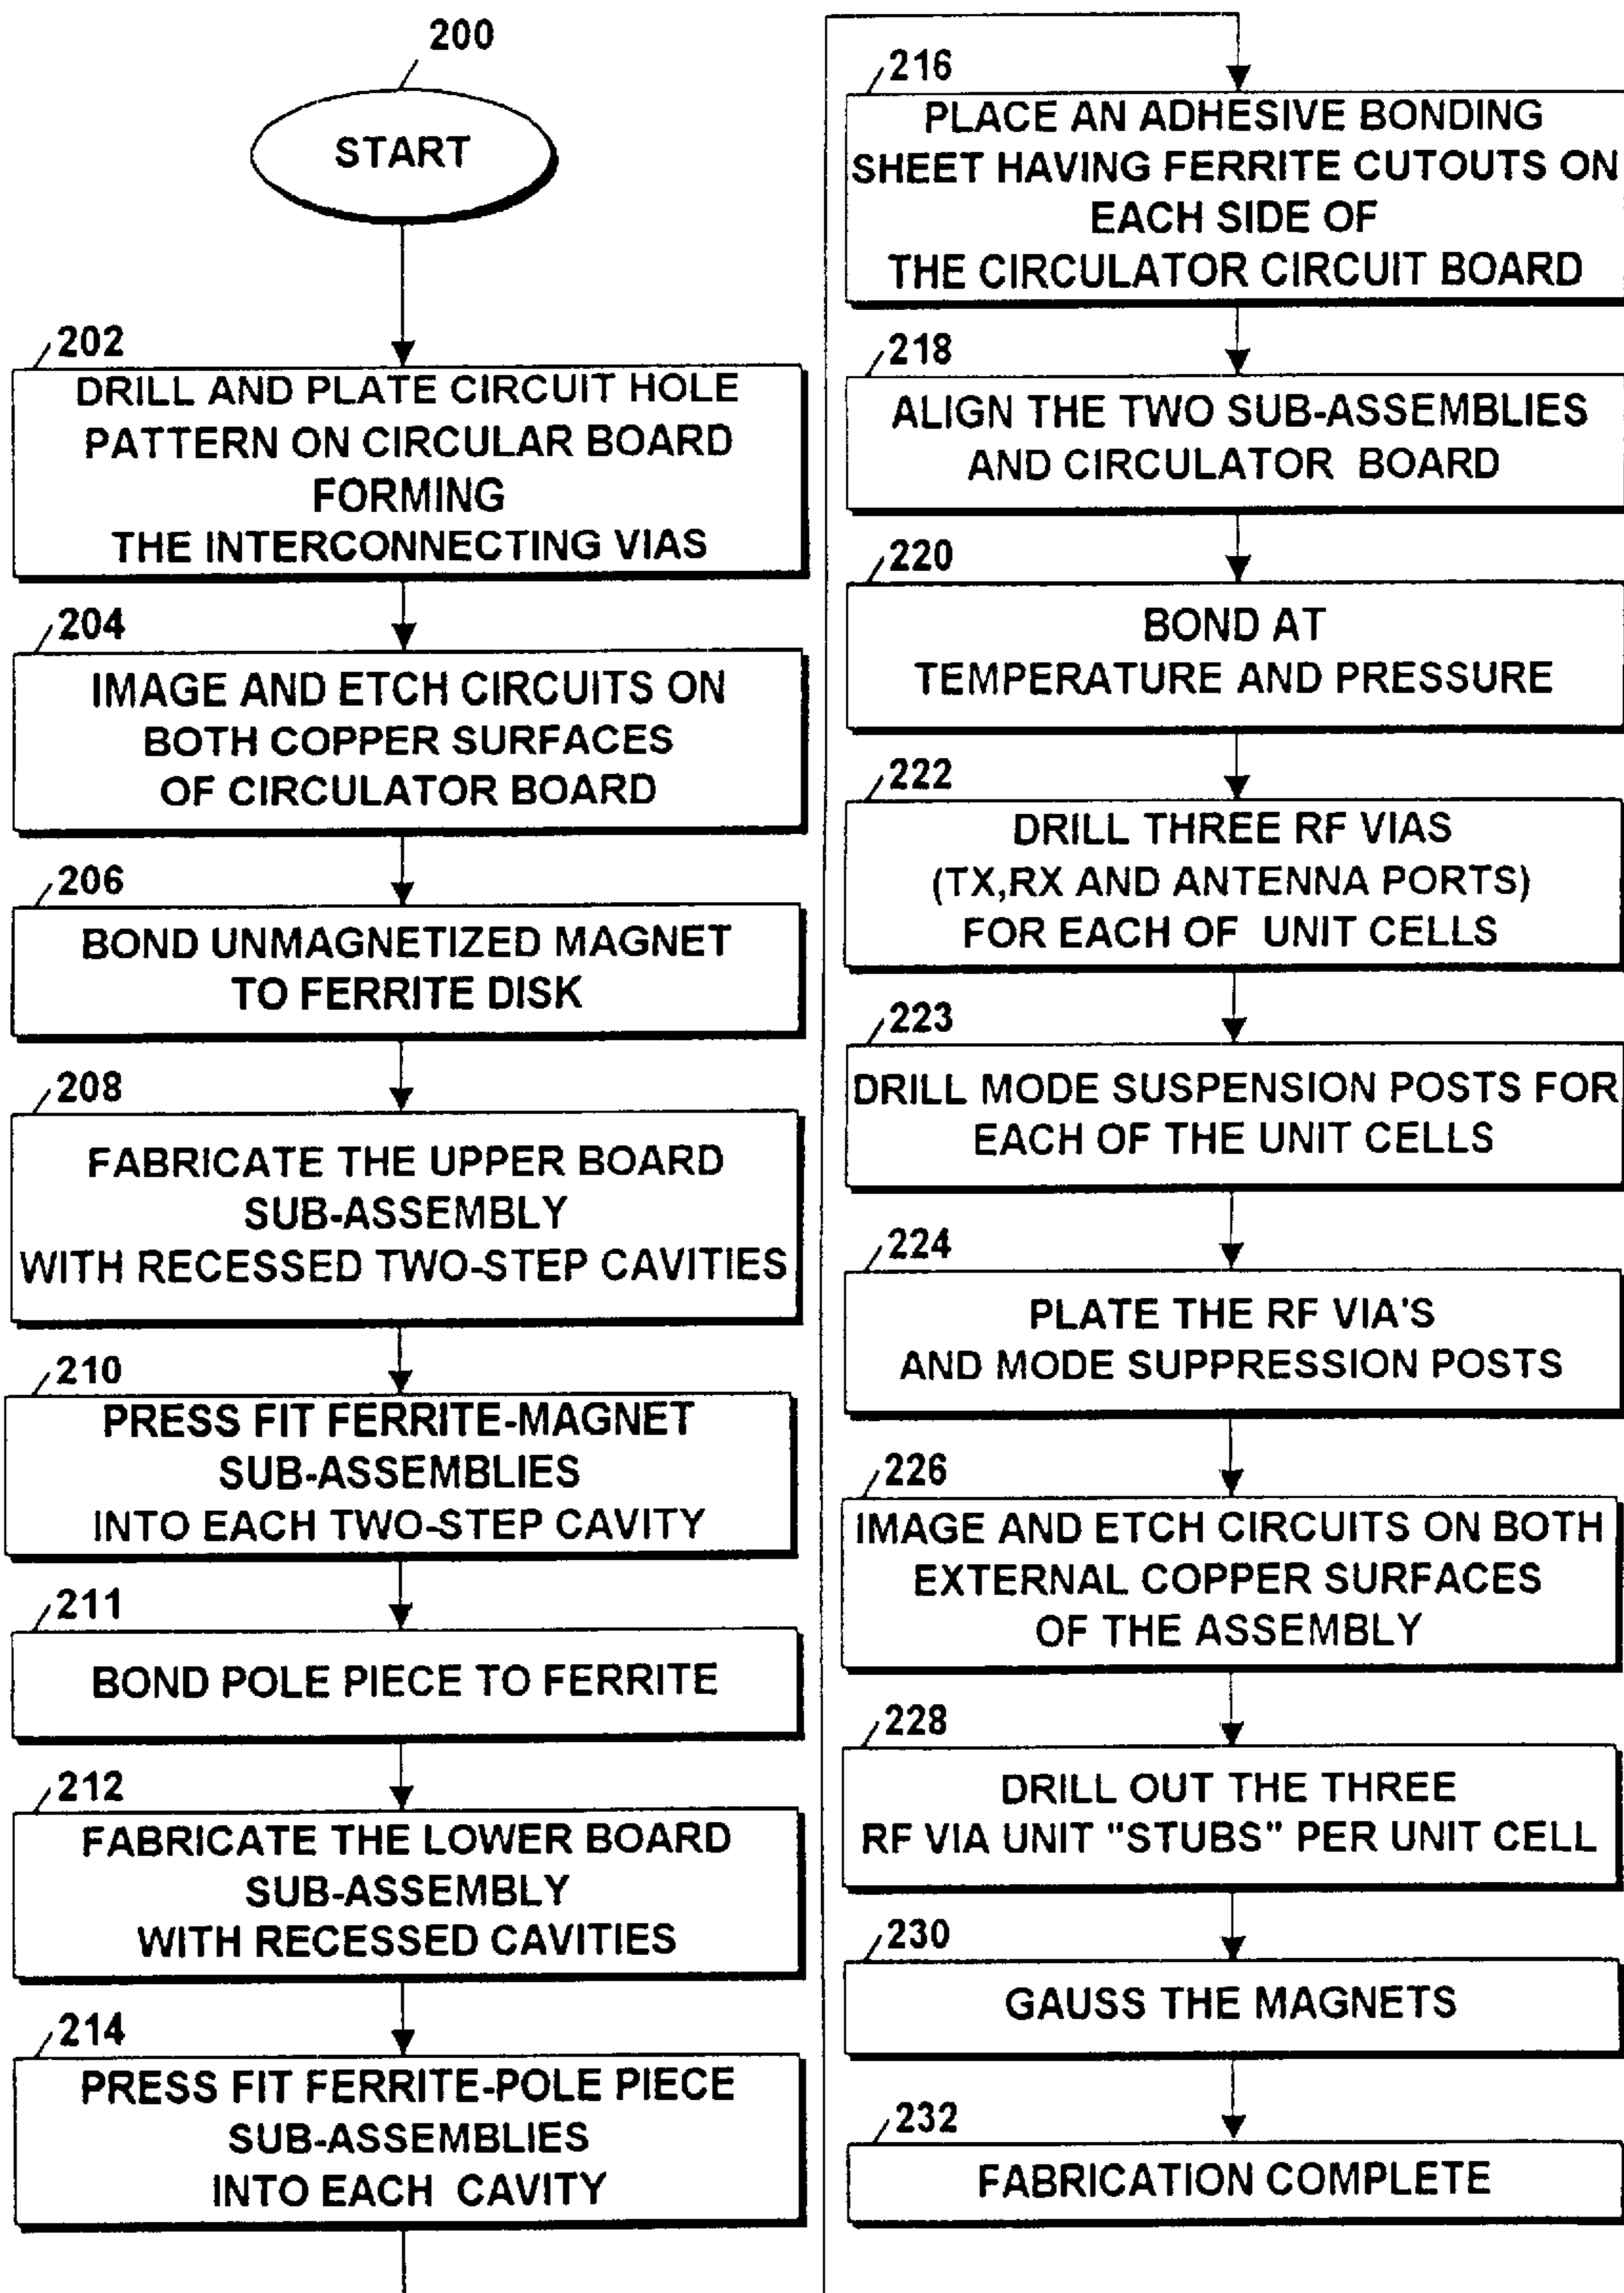 200
START
202
DRILL AND PLATE CIRCUIT HOLE
PATTERN ON CIRCULAR BOARD
FORMING
THE INTERCONNECTING VIAS
204
IMAGE AND ETCH CIRCUITS ON
BOTH COPPER SURFACES
OF CIRCULATOR BOARD
206
BOND UNMAGNETIZED MAGNET
TO FERRITE DISK
208
FABRICATE THE UPPER BOARD
SUB-ASSEMBLY
WITH RECESSED TWO-STEP CAVITIES
210
PRESS FIT FERRITE-MAGNET
SUB-ASSEMBLIES
INTO EACH TWO-STEP CAVITY
211
BOND POLE PIECE TO FERRITE
212
FABRICATE THE LOWER BOARD
SUB-ASSEMBLY
WITH RECESSED CAVITIES
214
PRESS FIT FERRITE-POLE PIECE
SUB-ASSEMBLIES
INTO EACH CAVITY
216
PLACE AN ADHESIVE BONDING
SHEET HAVING FERRITE CUTOUTS ON
EACH SIDE OF
THE CIRCULATOR CIRCUIT BOARD
218
ALIGN THE TWO SUB-ASSEMBLIES
AND CIRCULATOR BOARD
220
BOND AT
TEMPERATURE AND PRESSURE
222
DRILL THREE RF VIAS
(TX,RX AND ANTENNA PORTS)
FOR EACH OF UNIT CELLS
223
DRILL MODE SUSPENSION POSTS FOR
EACH OF THE UNIT CELLS
224
PLATE THE RF VIA'S
AND MODE SUPPRESSION POSTS
226
IMAGE AND ETCH CIRCUITS ON BOTH
EXTERNAL COPPER SURFACES
OF THE ASSEMBLY
228
DRILL OUT THE THREE
RF VIA UNIT "STUBS" PER UNIT CELL
230
GAUSS THE MAGNETS
232
FABRICATION COMPLETE